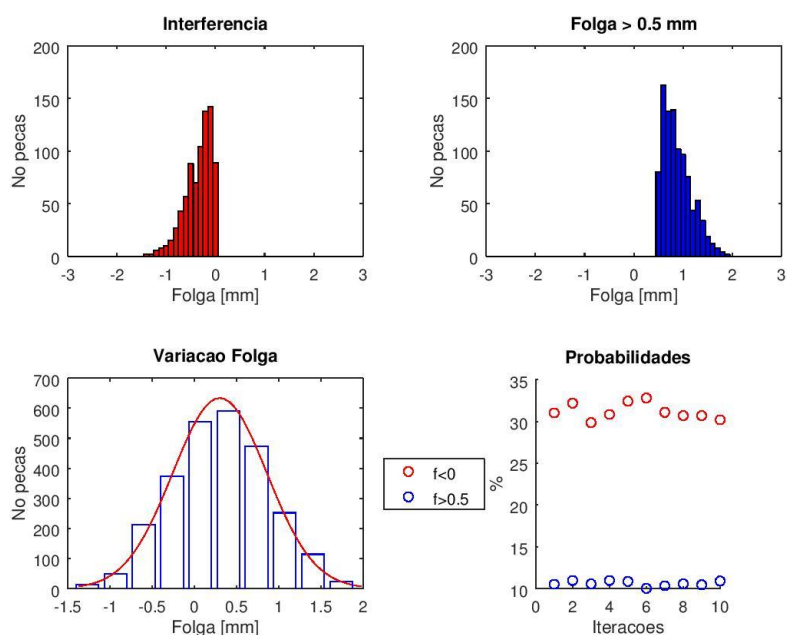 Interferencia
200
150
100
50
0
No pecas
-3 -2 -1 0 1 2 3
Folga [mm]
Folga > 0.5 mm
200
150
100
50
0
No pecas
-3 -2 -1 0 1 2 3
Folga [mm]
Variacao Folga
700
600
500
400
300
200
100
0
No pecas
-1.5 -1 -0.5 0 0.5 1 1.5 2
Folga [mm]
f<0
f>0.5
Probabilidades
35
30
25
20
15
10
%
0 2 4 6 8 10
Iteracoes